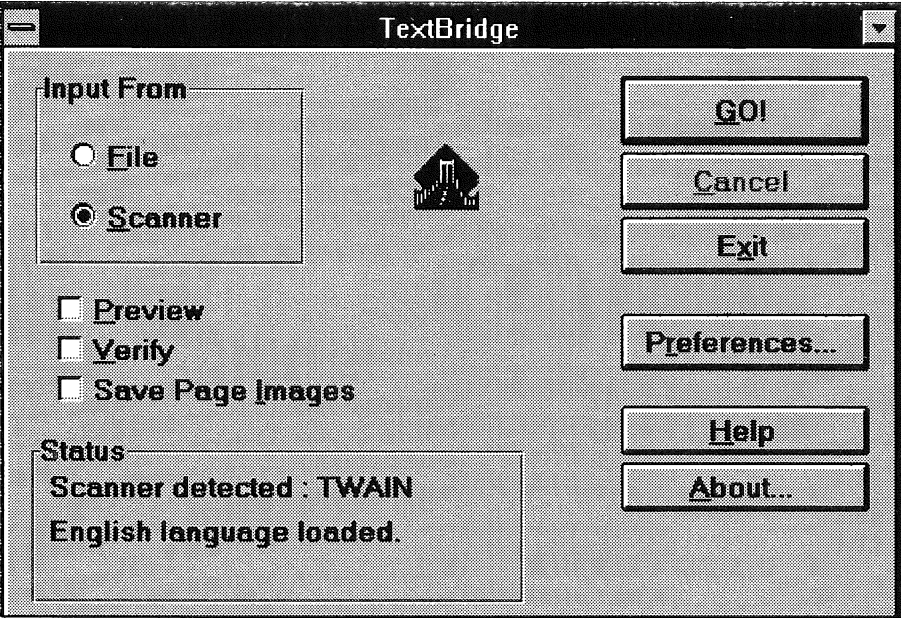 TextBridge
Input From
File
Scanner
Preview
Verify
Save Page Images
Status
Scanner detected : TWAIN
English language loaded.
GO!
Cancel
Exit
Preferences...
Help
About...